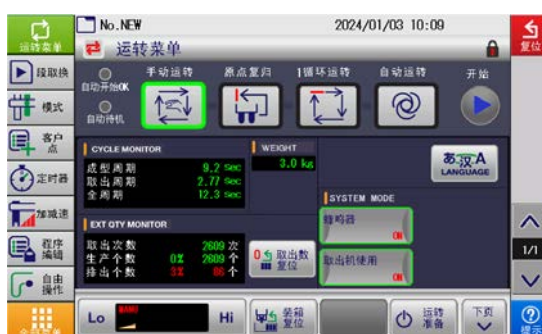 No.NEW 2024/01/03 10:09
运转菜单
复位
运转菜单
段取换
模式
客户点
定时器
加减速
程序编辑
自由操作
手动运转 原点复归 1循环运转 自动运转 开始
自动开始OK
自动待机
CYCLE MONITOR
成型周期 9.2 Sec
取出周期 2.77 Sec
全周期 12.3 Sec
WEIGHT
3.0 kg
あ汉A
LANGUAGE
SYSTEM MODE
蜂鸣器
ON
取出机使用
ON
EXT QTY MONITOR
取出次数 2609 次
生产个数 0% 2609 个
排出个数 3% 86 个
取出数复位
1/1
Lo Hi
装箱复位
运转准备
下页
提示